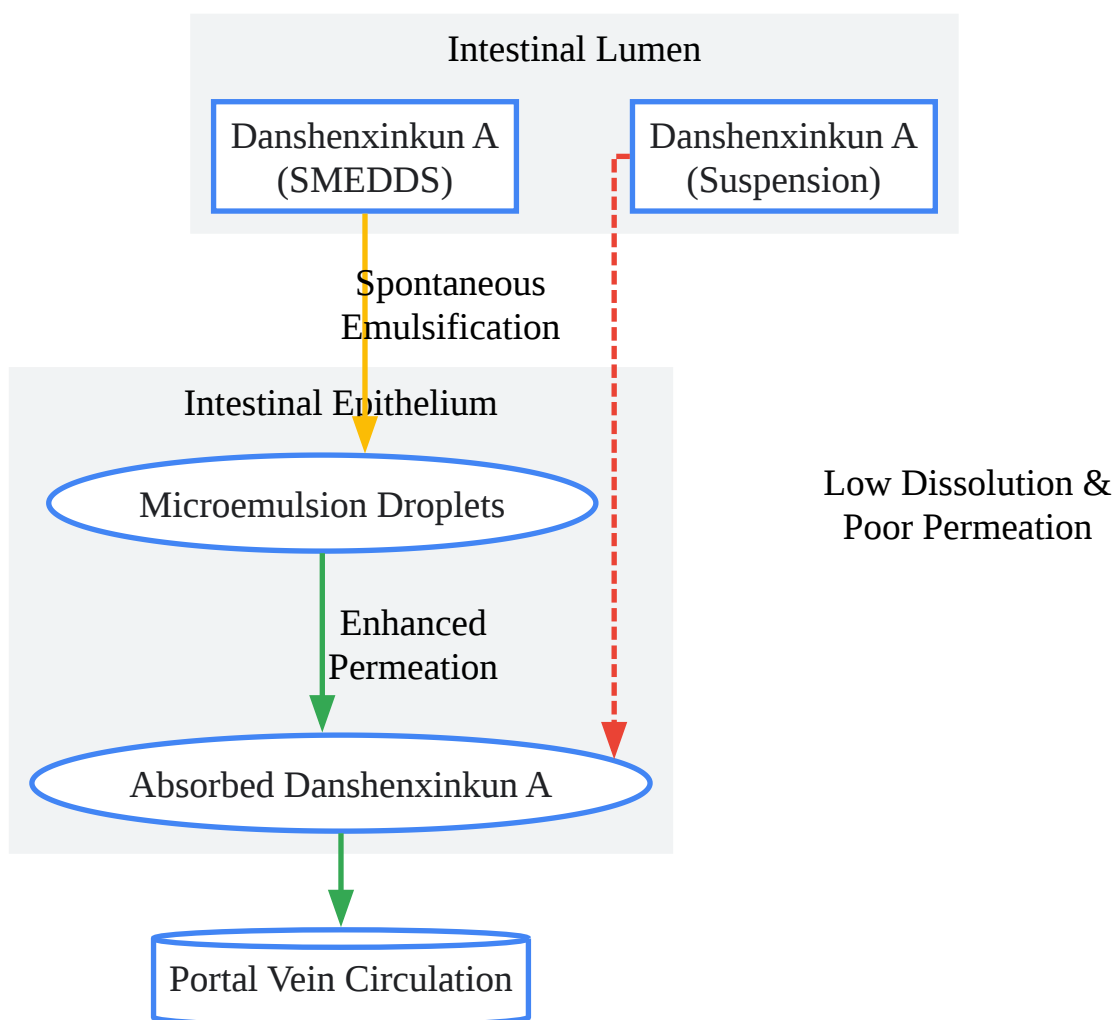 Intestinal Lumen
Danshenxinkun A
(SMEDDS)
Danshenxinkun A
(Suspension)
Spontaneous
Emulsification
Intestinal Epithelium
Microemulsion Droplets
Low Dissolution &
Poor Permeation
Enhanced
Permeation
Absorbed Danshenxinkun A
Portal Vein Circulation